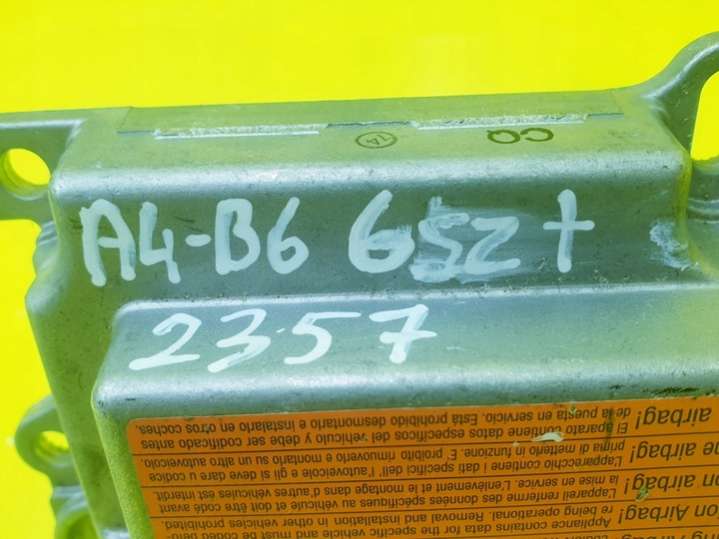 CQ
A4-B6 GSZ+
2357
ng Airbag!
Appliance contains data for the specific vehicle and must be coded before
re being operational. Removal and installation in other vehicles prohibited.
on Airbag!
L'appareil renferme des données spécifiques au véhicule et doit être codé avant
la mise en service. L'enlèvement et le montage dans d'autres véhicules est interdit.
on airbag!
L'apparecchio contiene i dati specifici dell'autoveicolo e si deve dare u codice
prima di metterlo in funzione. E' proibito rimuoverlo e montarlo su un altro autoveicolo.
ne airbag!
El aparato contiene datos específicos del vehículo y debe ser codificado antes
de la puesta en servicio. Está prohibido desmontarlo e instalarlo en otros coches.
airbag!